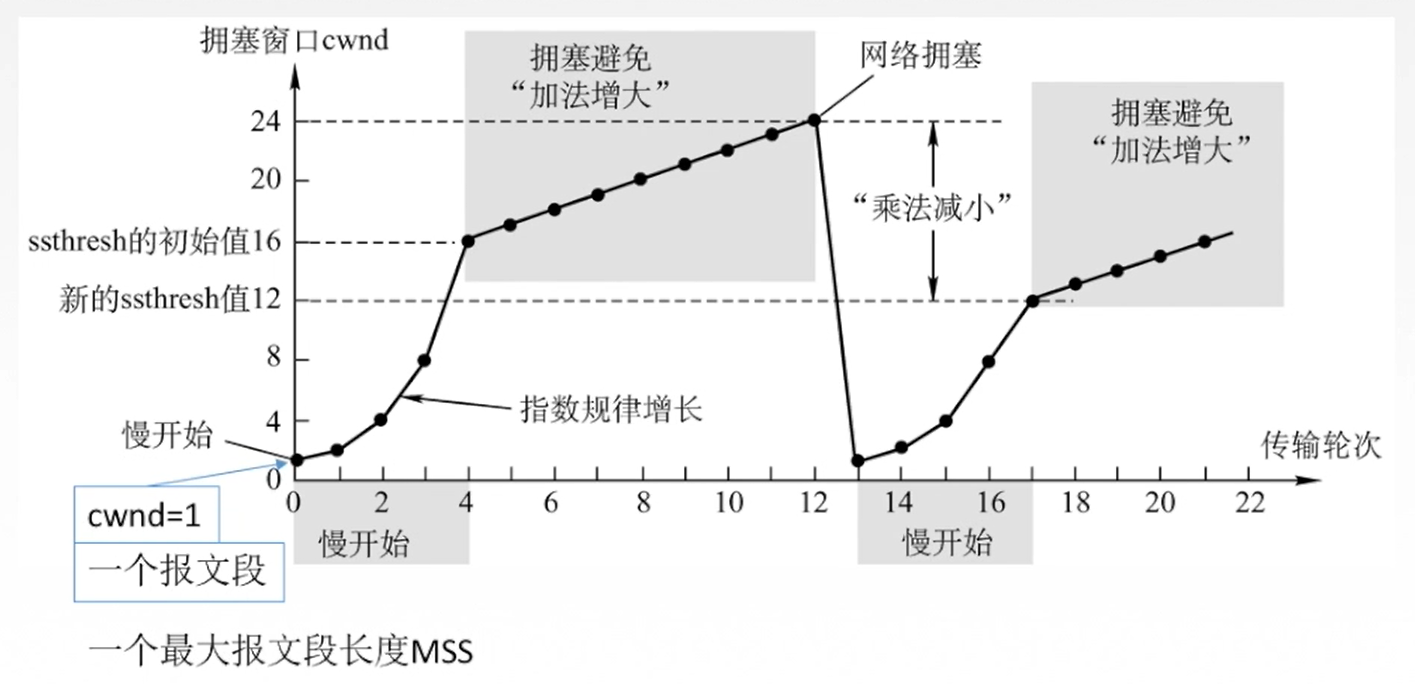 拥塞窗口cwnd
拥塞避免
“加法增大”
网络拥塞
拥塞避免
“加法增大”
24
20
“乘法减小”
ssthresh的初始值16
新的ssthresh值12
8
指数规律增长
4
慢开始
传输轮次
0
0 2 4 6 8 10 12 14 16 18 20 22
慢开始
慢开始
cwnd=1
一个报文段
一个最大报文段长度MSS